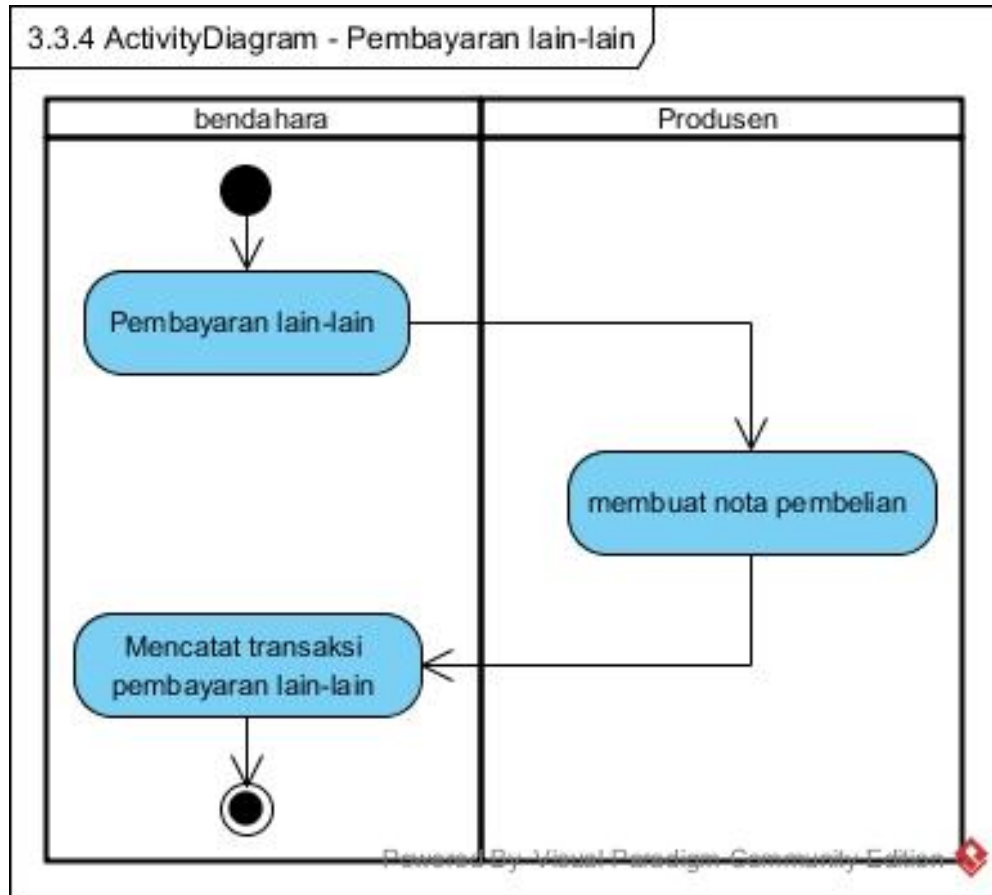 3.3.4 ActivityDiagram - Pembayaran lain-lain
bendahara
Produsen
Pembayaran lain-lain
membuat nota pembelian
Mencatat transaksi
pembayaran lain-lain
Powered By Visual Paradigm Community Edition